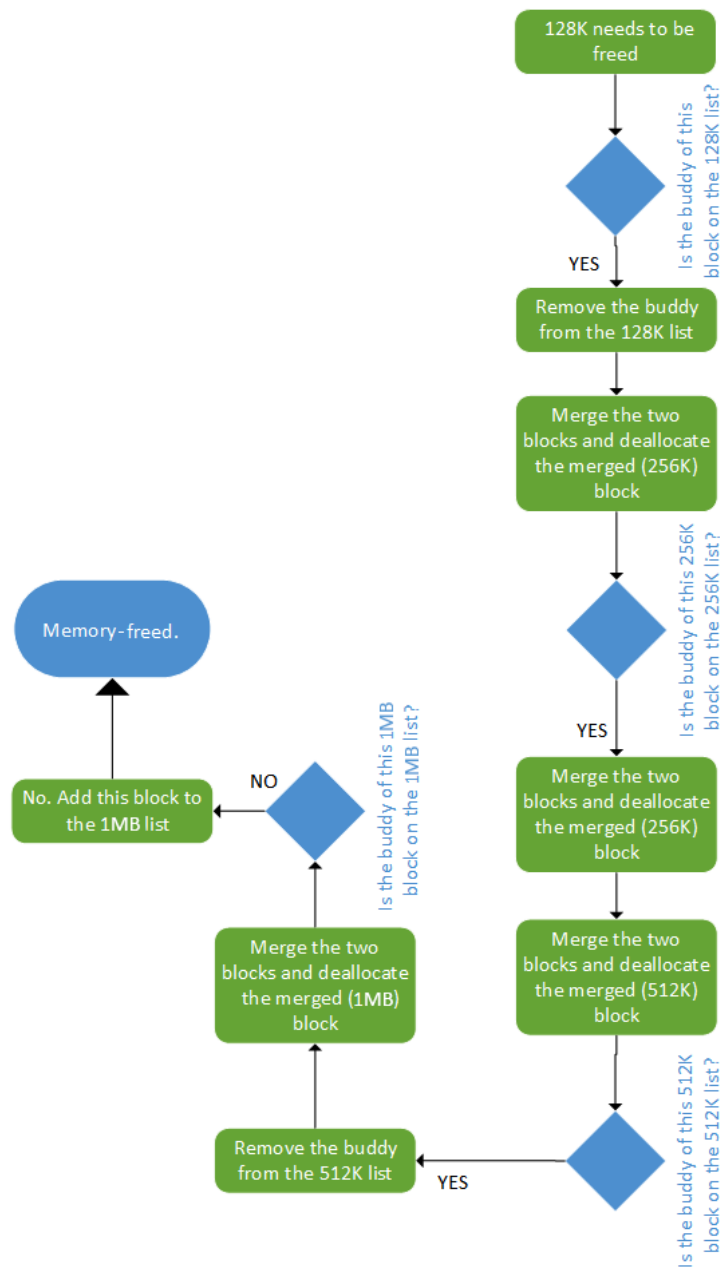 128K needs to be
freed
Is the buddy of this
block on the 128K list?
YES
Remove the buddy
from the 128K list
Merge the two
blocks and deallocate
the merged (256K)
block
Is the buddy of this 256K
block on the 256K list?
YES
Merge the two
blocks and deallocate
the merged (256K)
block
Merge the two
blocks and deallocate
the merged (512K)
block
Is the buddy of this 512K
block on the 512K list?
YES
Remove the buddy
from the 512K list
Merge the two
blocks and deallocate
the merged (1MB)
block
Is the buddy of this 1MB
block on the 1MB list?
NO
No. Add this block to
the 1MB list
Memory-freed.